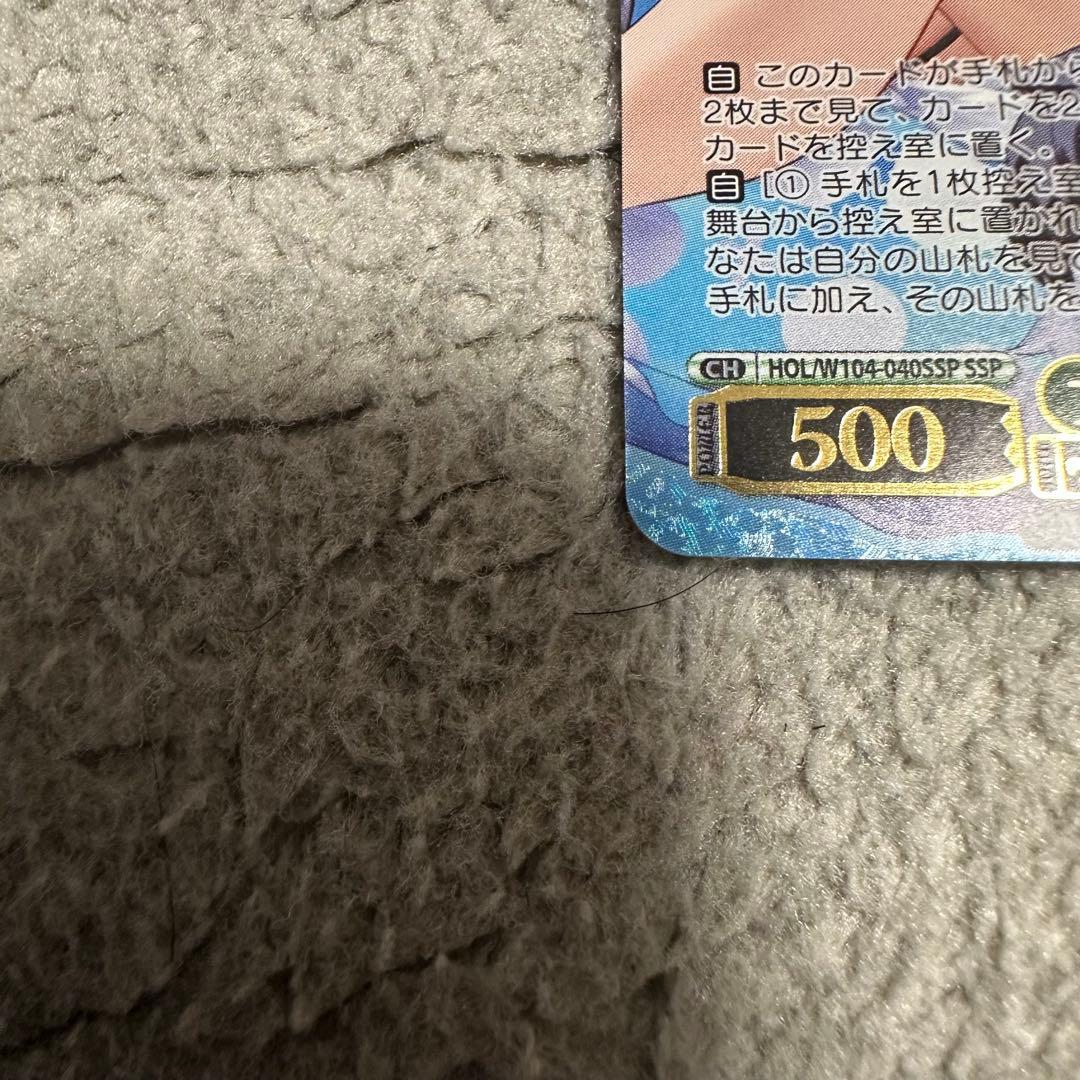 自 このカードが手札から
2枚まで見て、カードを2
カードを控え室に置く。
自 [① 手札を1枚控え室
舞台から控え室に置かれ
なたは自分の山札を見て
手札に加え、その山札を
CH HOL/W104-040SSP SSP
POWER 500